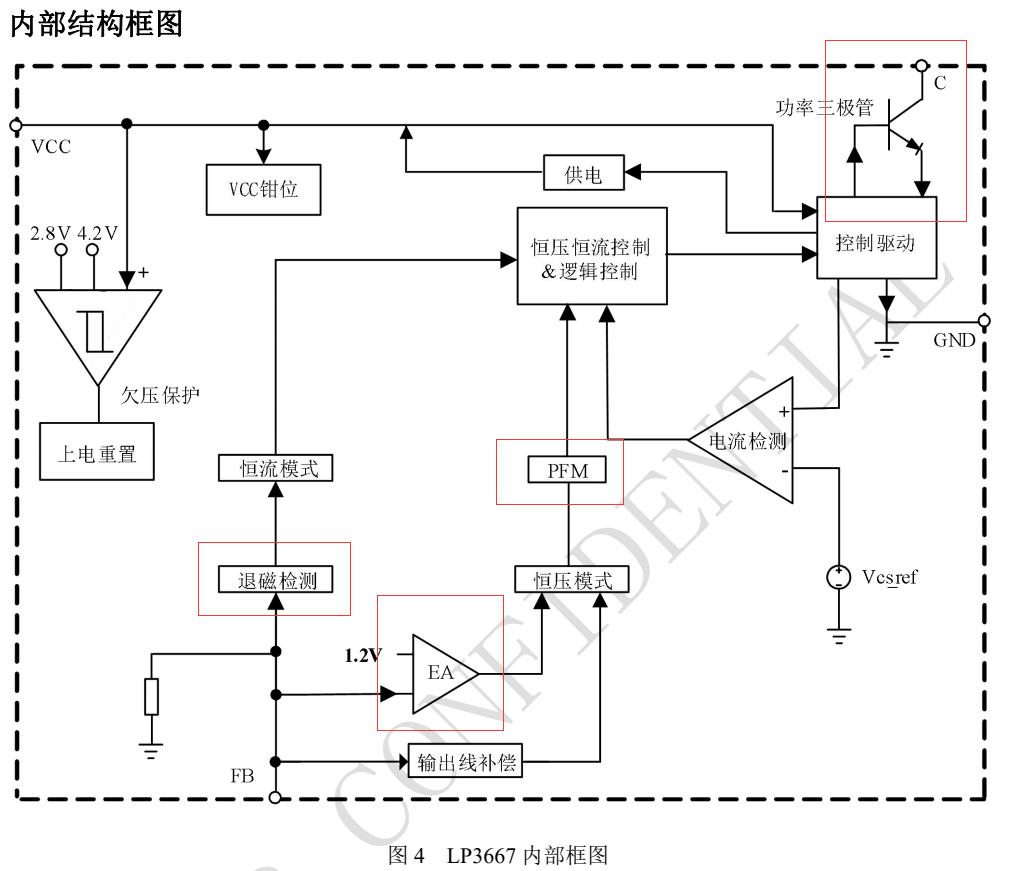 内部结构框图
C
功率三极管
VCC
供电
VCC钳位
2.8V 4.2V
+
恒压恒流控制
&逻辑控制
控制驱动
GND
欠压保护
上电重置
+
电流检测
-
恒流模式
PFM
退磁检测
恒压模式
Vcs_ref
1.2V
EA
输出线补偿
FB
CONFIDENTIAL
图 4 LP3667 内部框图